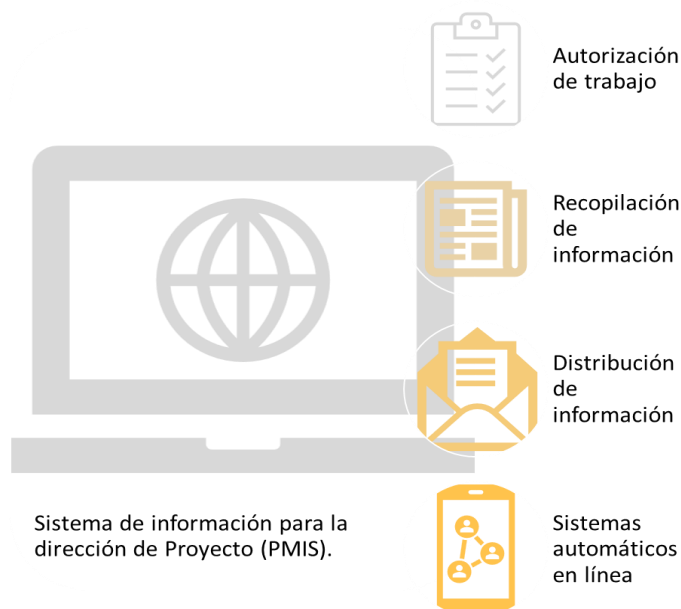 Autorización
de trabajo
Recopilación
de
información
Distribución
de
información
Sistema de información para la
dirección de Proyecto (PMIS).
Sistemas
automáticos
en línea